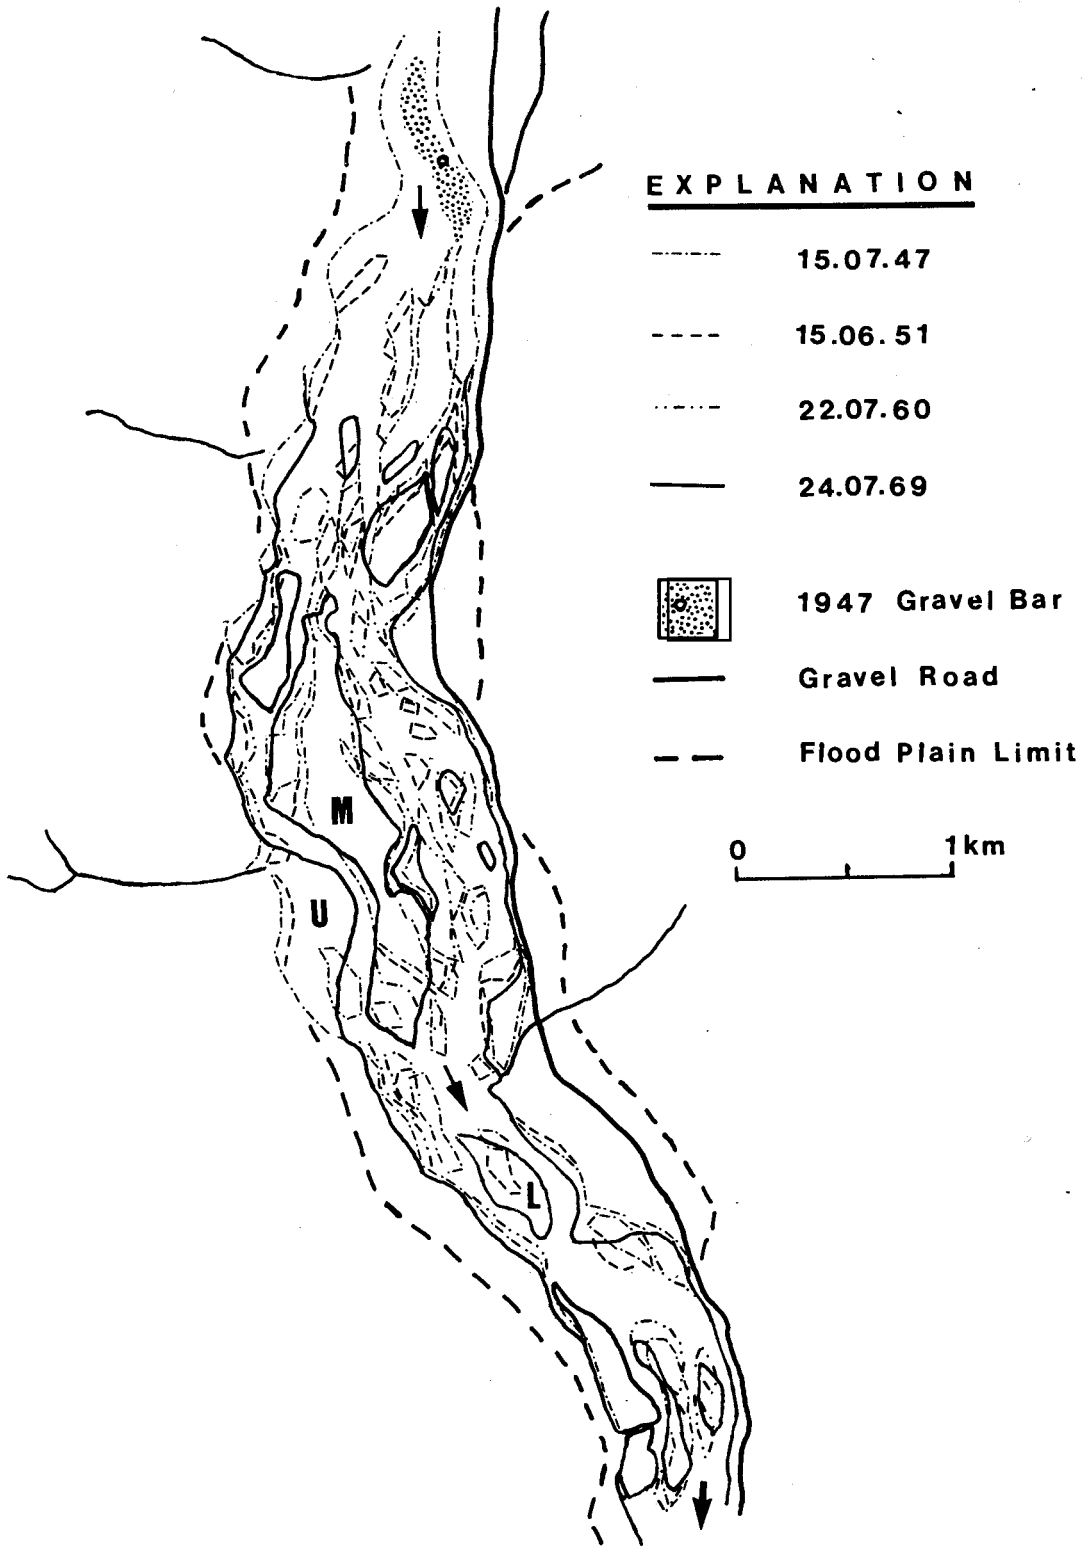 EXPLANATION
15.07.47
15.06.51
22.07.60
24.07.69
1947 Gravel Bar
Gravel Road
Flood Plain Limit
0 1km
M
U
L